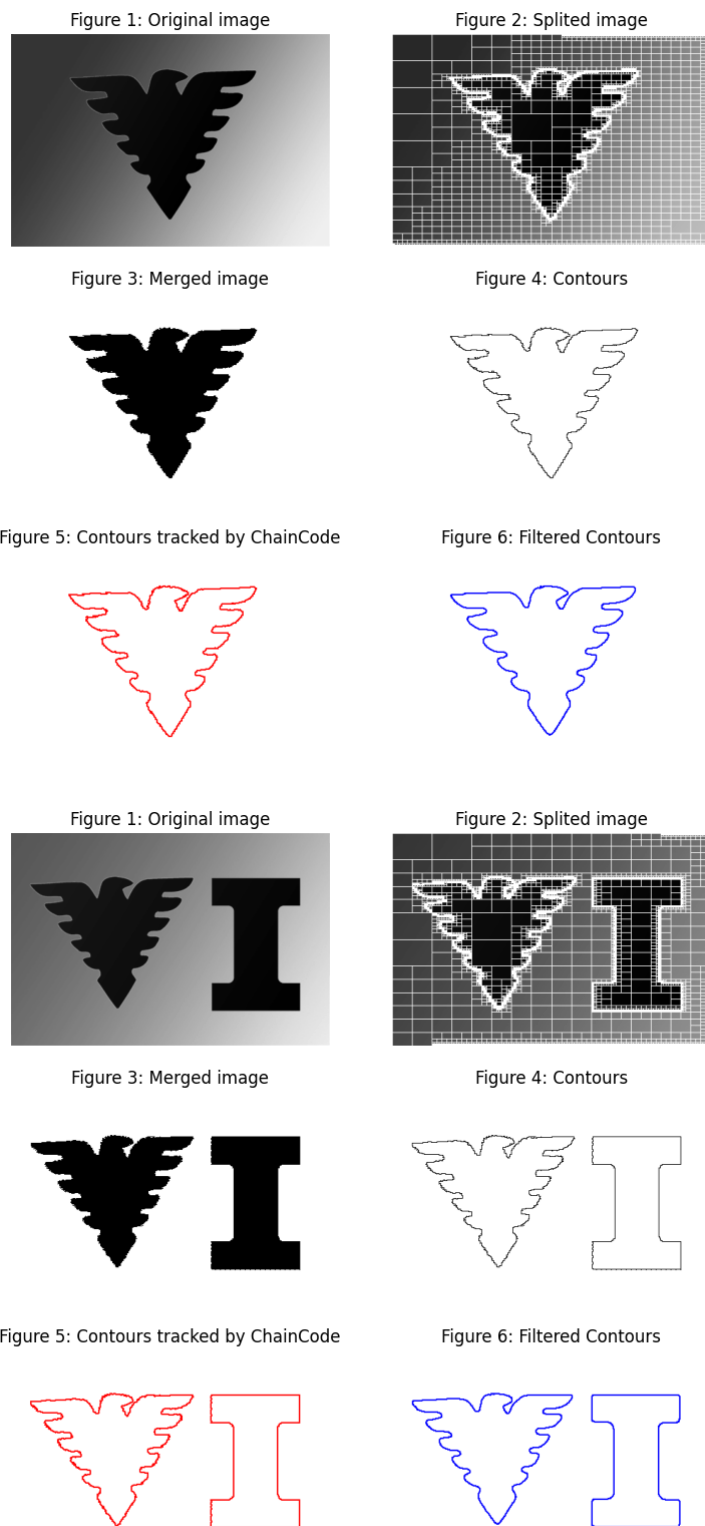 Figure 1: Original image
Figure 2: Splited image
Figure 3: Merged image
Figure 4: Contours
Figure 5: Contours tracked by ChainCode
Figure 6: Filtered Contours
Figure 1: Original image
Figure 2: Splited image
Figure 3: Merged image
Figure 4: Contours
Figure 5: Contours tracked by ChainCode
Figure 6: Filtered Contours